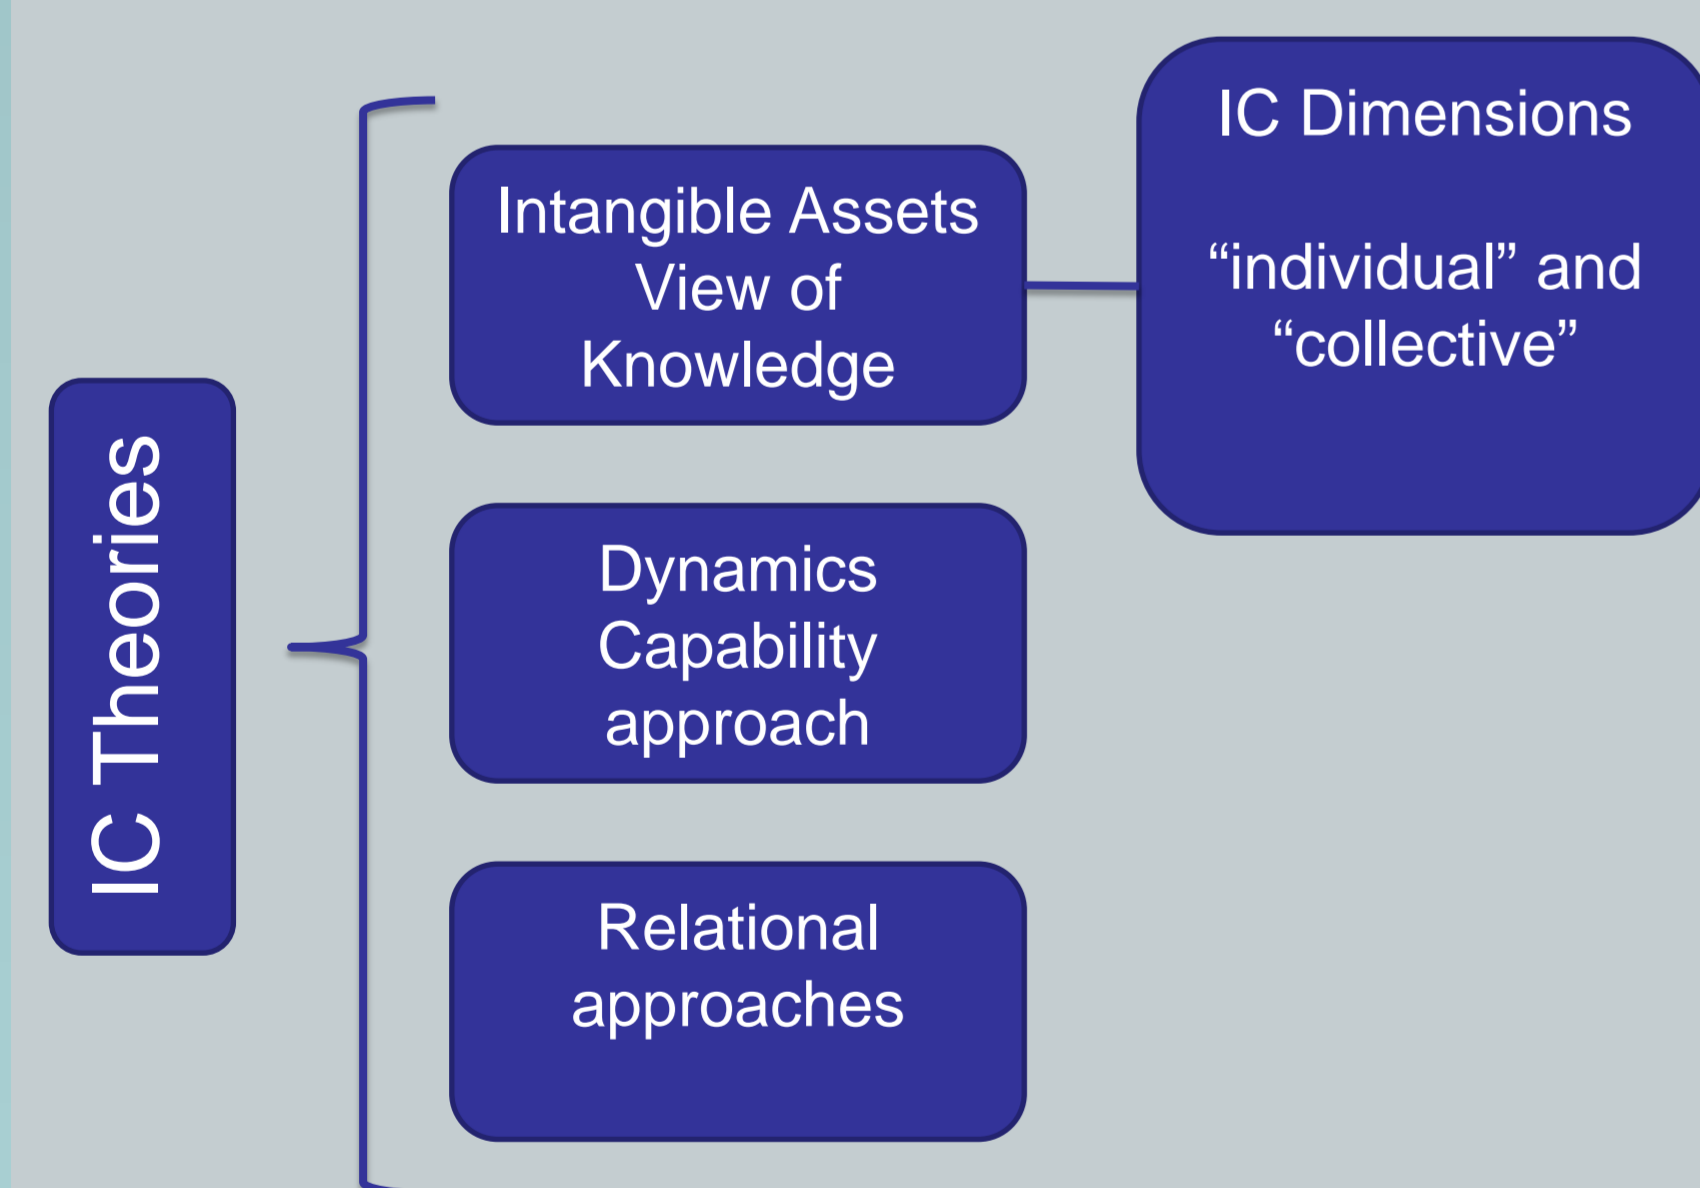 IC Theories
Intangible Assets
View of
Knowledge
IC Dimensions
“individual” and
“collective”
Dynamics
Capability
approach
Relational
approaches